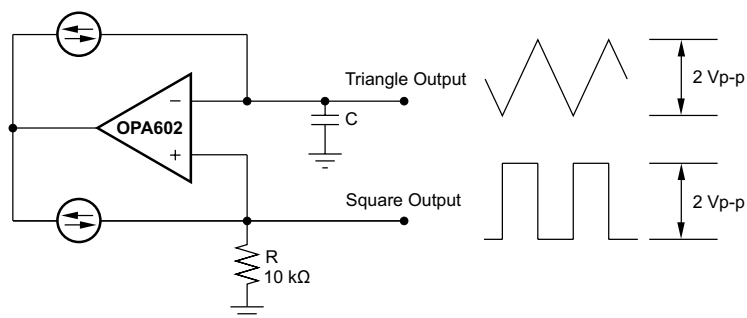 Triangle Output
2 Vp-p
−
OPA602
C
+
Square Output
2 Vp-p
R
10 kΩ